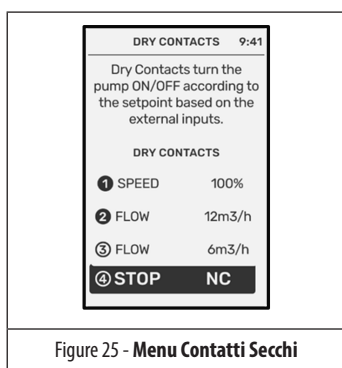 DRY CONTACTS 9:41
Dry Contacts turn the
pump ON/OFF according to
the setpoint based on the
external inputs.
DRY CONTACTS
1 SPEED 100%
2 FLOW 12m3/h
3 FLOW 6m3/h
4 STOP NC
Figure 25 - Menu Contatti Secchi